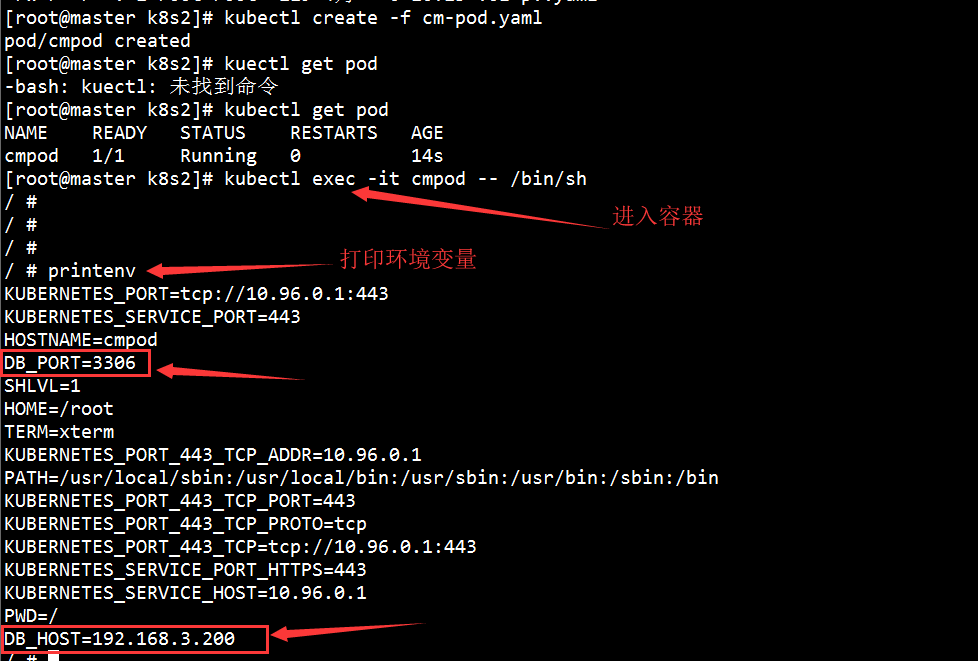 [root@master k8s2]# kubectl create -f cm-pod.yaml
pod/cmpod created
[root@master k8s2]# kuectl get pod
-bash: kuectl: 未找到命令
[root@master k8s2]# kubectl get pod
NAME READY STATUS RESTARTS AGE
cmpod 1/1 Running 0 14s
[root@master k8s2]# kubectl exec -it cmpod -- /bin/sh
/ #
进入容器
/ #
/ #
/ # printenv
打印环境变量
KUBERNETES_PORT=tcp://10.96.0.1:443
KUBERNETES_SERVICE_PORT=443
HOSTNAME=cmpod
DB_PORT=3306
SHLVL=1
HOME=/root
TERM=xterm
KUBERNETES_PORT_443_TCP_ADDR=10.96.0.1
PATH=/usr/local/sbin:/usr/local/bin:/usr/sbin:/usr/bin:/sbin:/bin
KUBERNETES_PORT_443_TCP_PORT=443
KUBERNETES_PORT_443_TCP_PROTO=tcp
KUBERNETES_PORT_443_TCP=tcp://10.96.0.1:443
KUBERNETES_SERVICE_PORT_HTTPS=443
KUBERNETES_SERVICE_HOST=10.96.0.1
PWD=/
DB_HOST=192.168.3.200
/ #